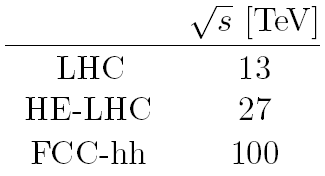 √s [TeV]
LHC 13
HE-LHC 27
FCC-hh 100